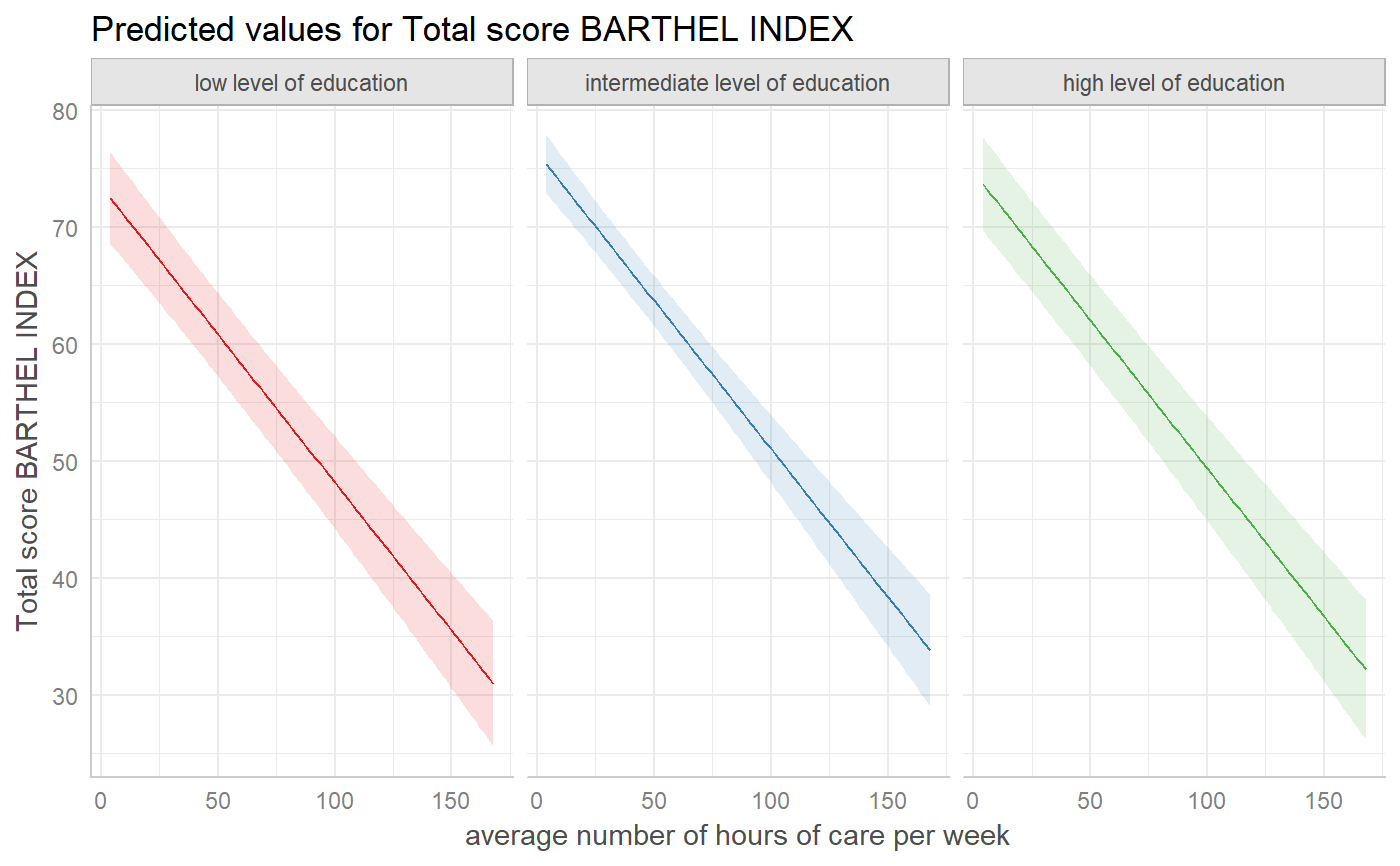 Predicted values for Total score BARTHEL INDEX
low level of education
intermediate level of education
high level of education
Total score BARTHEL INDEX
80
70
60
50
40
30
0 50 100 150
0 50 100 150
0 50 100 150
average number of hours of care per week